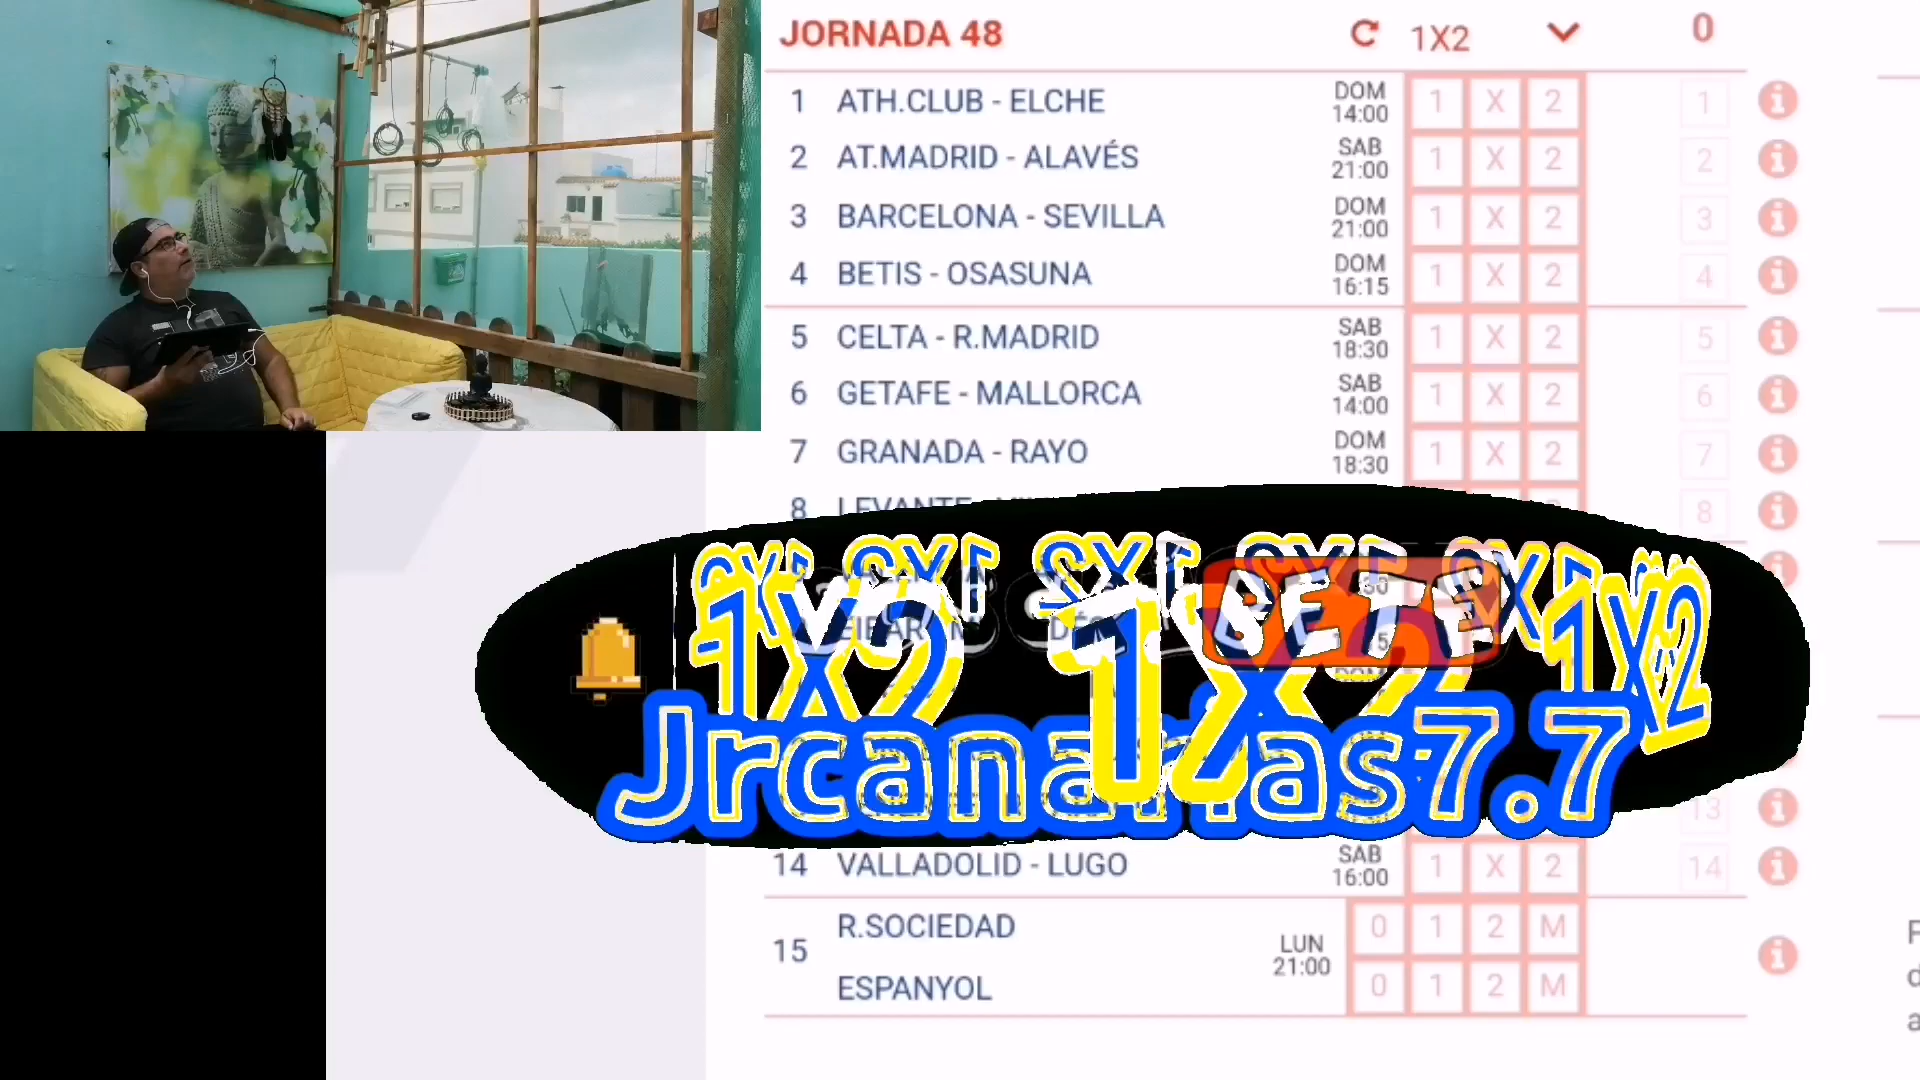 JORNADA 48 1X2 0
1 ATH.CLUB - ELCHE DOM 14:00 1 X 2 1
2 AT.MADRID - ALAVÉS SAB 21:00 1 X 2 2
3 BARCELONA - SEVILLA DOM 21:00 1 X 2 3
4 BETIS - OSASUNA DOM 16:15 1 X 2 4
5 CELTA - R.MADRID SAB 18:30 1 X 2 5
6 GETAFE - MALLORCA SAB 14:00 1 X 2 6
7 GRANADA - RAYO DOM 18:30 1 X 2 7
8 LEVANTE 8
1X2 1X2 1X2
BETS
Jrcanarias7.7
13
14 VALLADOLID - LUGO SAB 16:00 1 X 2 14
15 R.SOCIEDAD LUN 21:00 0 1 2 M
ESPANYOL 0 1 2 M